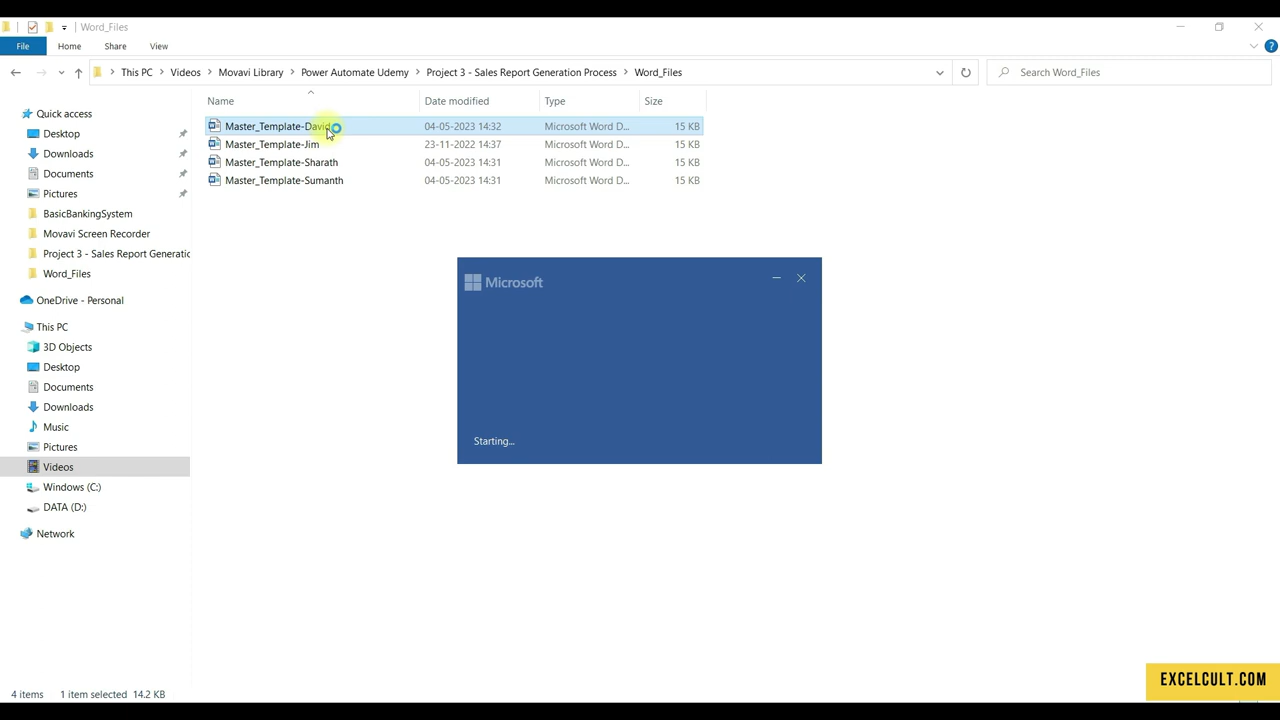 Word_Files
File Home Share View
This PC Videos Movavi Library Power Automate Udemy Project 3 - Sales Report Generation Process Word_Files
Search Word_Files
Name Date modified Type Size
Master_Template-David 04-05-2023 14:32 Microsoft Word D... 15 KB
Master_Template-Jim 23-11-2022 14:37 Microsoft Word D... 15 KB
Master_Template-Sharath 04-05-2023 14:31 Microsoft Word D... 15 KB
Master_Template-Sumanth 04-05-2023 14:31 Microsoft Word D... 15 KB
Quick access
Desktop
Downloads
Documents
Pictures
BasicBankingSystem
Movavi Screen Recorder
Project 3 - Sales Report Generatic
Word_Files
OneDrive - Personal
This PC
3D Objects
Desktop
Documents
Downloads
Music
Pictures
Videos
Windows (C:)
DATA (D:)
Network
Microsoft
Starting...
4 items 1 item selected 14.2 KB
EXCELCULT.COM